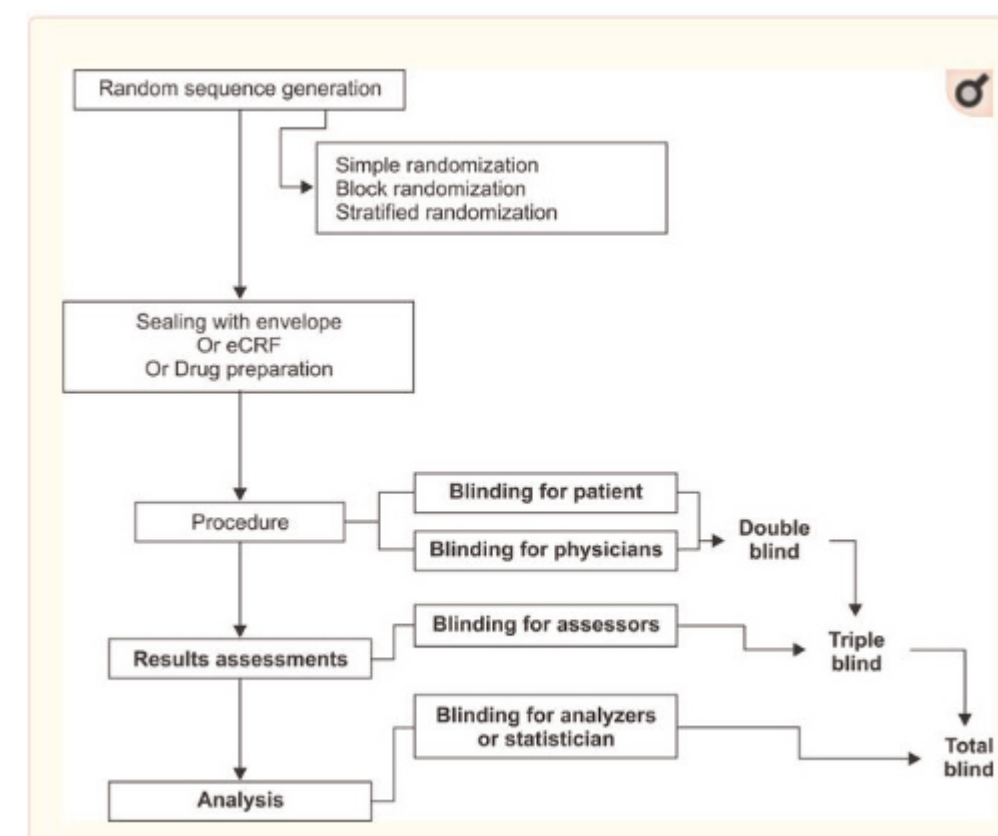 Random sequence generation
Simple randomization
Block randomization
Stratified randomization
Sealing with envelope
Or eCRF
Or Drug preparation
Procedure
Blinding for patient
Blinding for physicians
Double
blind
Results assessments
Blinding for assessors
Triple
blind
Analysis
Blinding for analyzers
or statistician
Total
blind